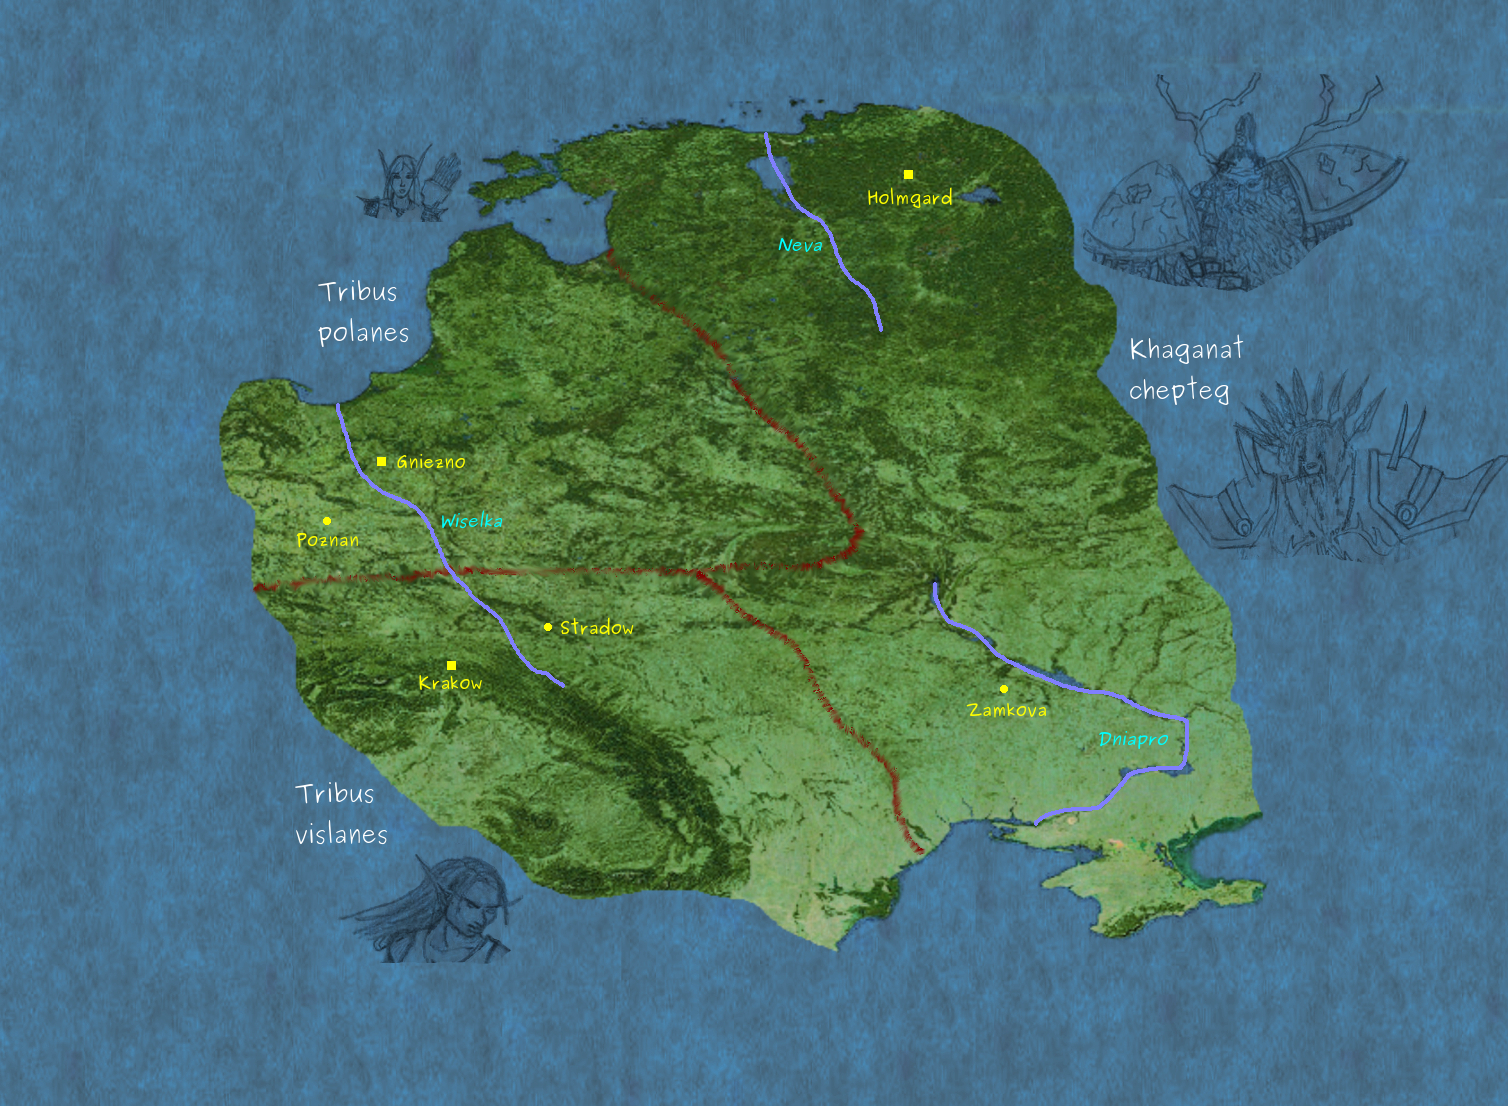 Holmgard
Neva
Tribus
polanes
Khaganat
chepteg
Gniezno
Wiselka
Poznan
Stradow
Krakow
Zamkova
Dniapro
Tribus
vislanes